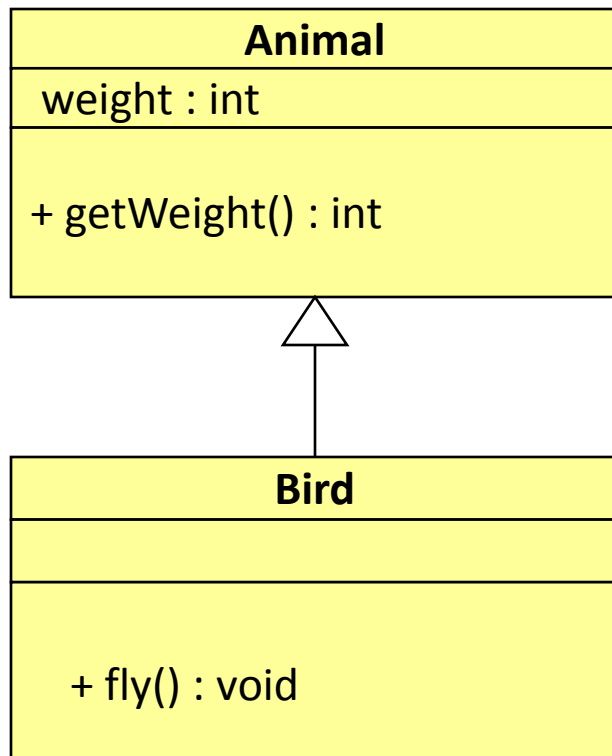 Animal
weight : int
+ getWeight() : int
Bird
+ fly() : void